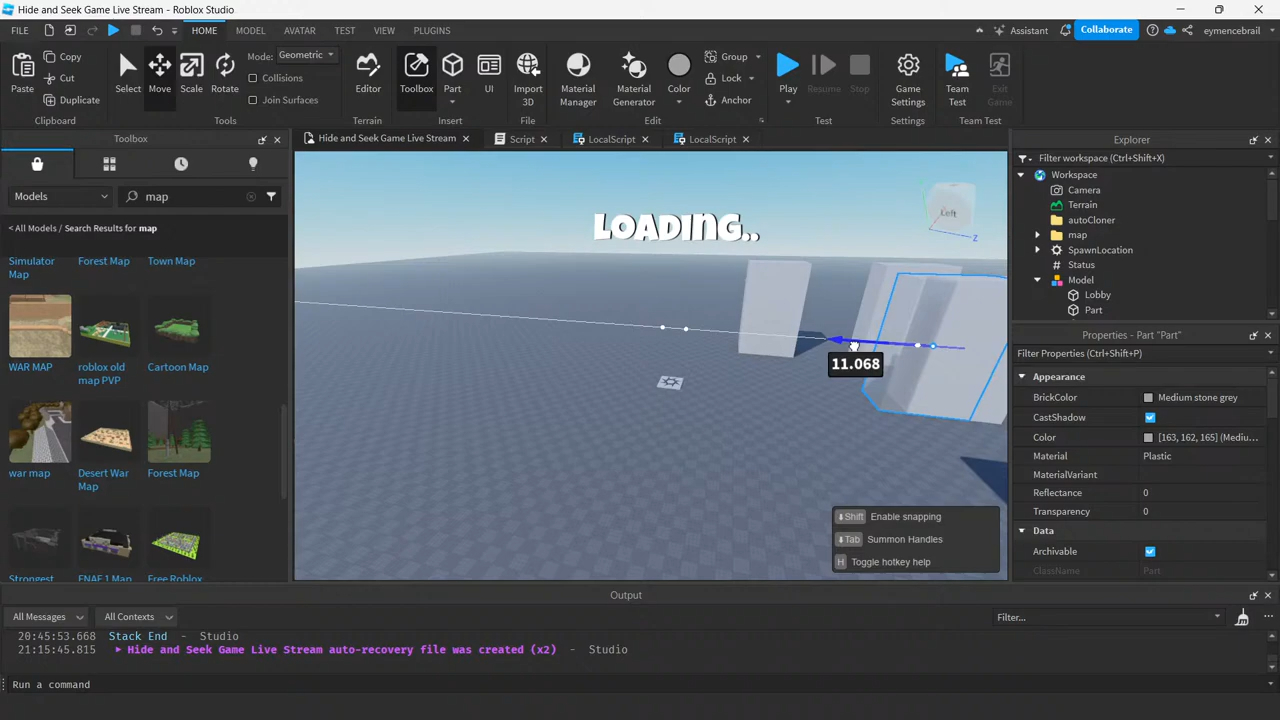 Hide and Seek Game Live Stream - Roblox Studio
FILE HOME MODEL AVATAR TEST VIEW PLUGINS Assistant Collaborate eymencebrail
Paste Copy Cut Duplicate Clipboard
Select Move Scale Rotate Mode: Geometric Collisions Join Surfaces Tools
Editor Terrain
Toolbox Part UI Insert
Import 3D File
Material Manager Material Generator Color Group Lock Anchor Edit
Play Resume Stop Test
Game Settings Settings
Team Test Exit Game Team Test
Toolbox
Models map
< All Models / Search Results for map
Simulator Map
Forest Map
Town Map
WAR MAP
roblox old map PVP
Cartoon Map
war map
Desert War Map
Forest Map
Strongest
FNAF 1 Map
Free Roblox
Hide and Seek Game Live Stream Script LocalScript LocalScript
LOADING..
Left
Z
11.068
Shift Enable snapping
Tab Summon Handles
H Toggle hotkey help
Explorer
Filter workspace (Ctrl+Shift+X)
Workspace
Camera
Terrain
autoCloner
map
SpawnLocation
Status
Model
Lobby
Part
Properties - Part "Part"
Filter Properties (Ctrl+Shift+P)
Appearance
BrickColor Medium stone grey
CastShadow
Color [163, 162, 165] (Mediu...
Material Plastic
MaterialVariant
Reflectance 0
Transparency 0
Data
Archivable
ClassName Part
Output
All Messages All Contexts Filter...
20:45:53.668 Stack End - Studio
21:15:45.815 Hide and Seek Game Live Stream auto-recovery file was created (x2) - Studio
Run a command